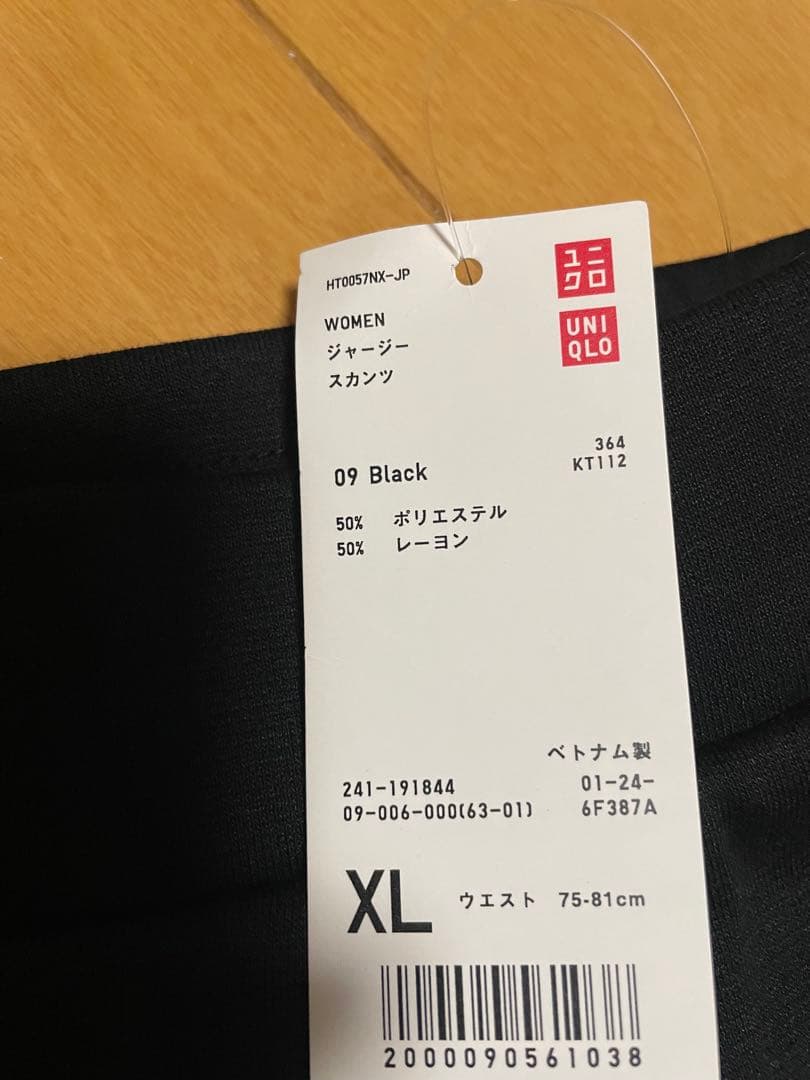 HT0057NX-JP
ユニ
クロ
UNI
QLO
WOMEN
ジャージー
スカンツ
364
KT112
09 Black
50% ポリエステル
50% レーヨン
ベトナム製
241-191844 01-24-
09-006-000(63-01) 6F387A
XL ウエスト 75-81cm
2000090561038